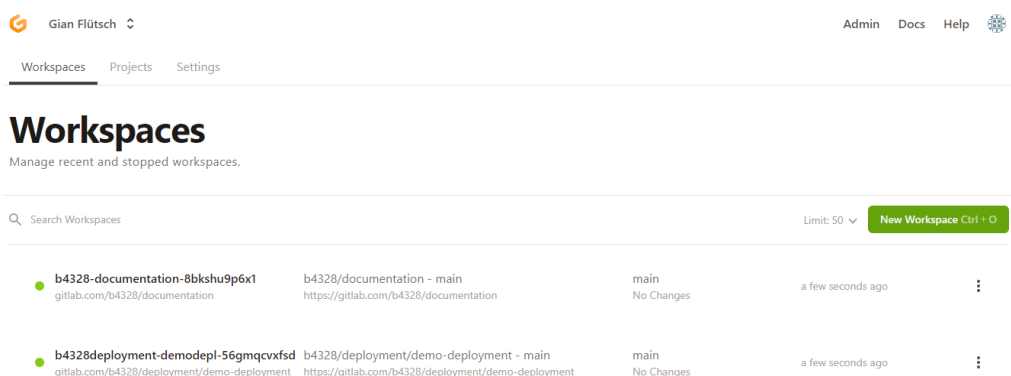 Gian Flütsch
Admin Docs Help
Workspaces Projects Settings
Workspaces
Manage recent and stopped workspaces.
Search Workspaces
Limit: 50
New Workspace Ctrl + O
b4328-documentation-8bkshu9p6x1 b4328/documentation - main main
a few seconds ago
gitlab.com/b4328/documentation https://gitlab.com/b4328/documentation No Changes
b4328deployment-demodepl-56gmqcvxfsd b4328/deployment/demo-deployment - main main
a few seconds ago
gitlab.com/b4328/deployment/demo-deployment https://gitlab.com/b4328/deployment/demo-deployment No Changes